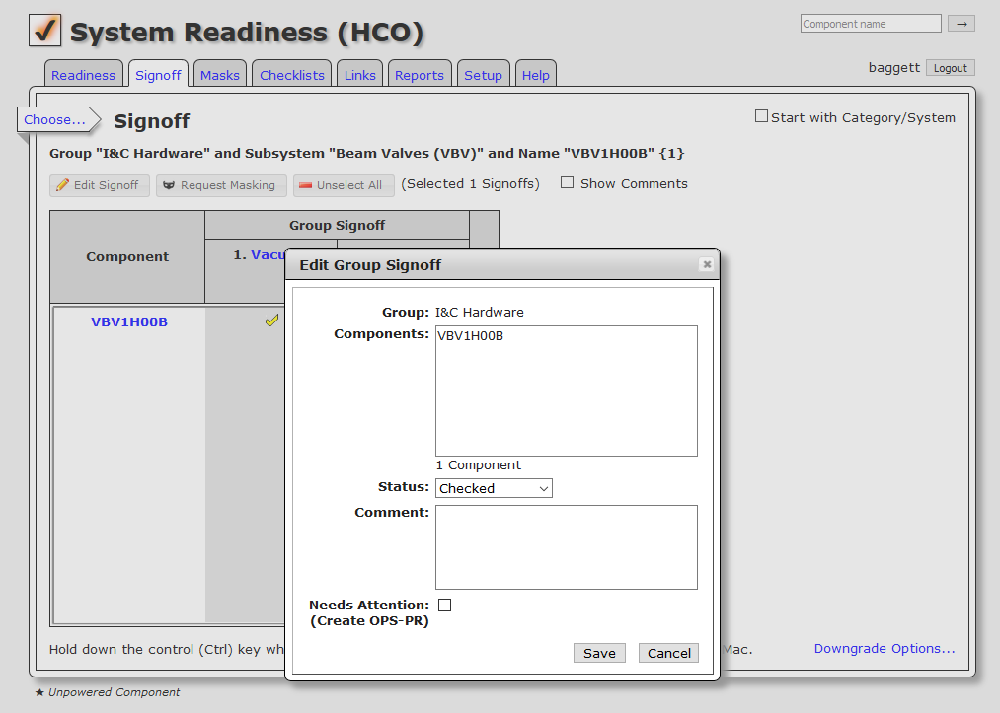 System Readiness (HCO)
Component name
→
baggett
Logout
Readiness
Signoff
Masks
Checklists
Links
Reports
Setup
Help
Choose...
Signoff
Start with Category/System
Group "I&C Hardware" and Subsystem "Beam Valves (VBV)" and Name "VBV1H00B" {1}
Edit Signoff
Request Masking
Unselect All
(Selected 1 Signoffs)
Show Comments
Component
Group Signoff
1. Vacu
VBV1H00B
Edit Group Signoff
Group: I&C Hardware
Components: VBV1H00B
1 Component
Status: Checked
Comment:
Needs Attention:
(Create OPS-PR)
Save
Cancel
Hold down the control (Ctrl) key wh
Mac.
Downgrade Options...
★ Unpowered Component